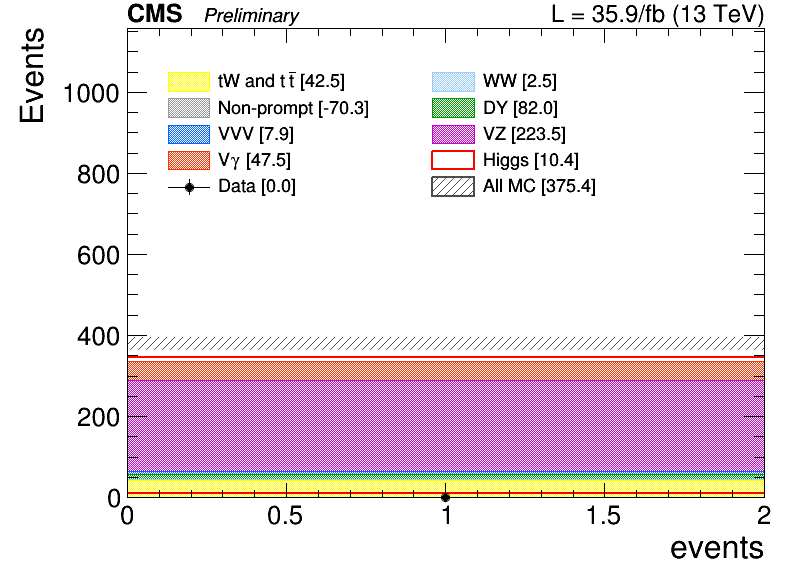 CMS Preliminary L = 35.9/fb (13 TeV)
Events
tW and t t̅ [42.5]
WW [2.5]
Non-prompt [-70.3]
DY [82.0]
VVV [7.9]
VZ [223.5]
Vγ [47.5]
Higgs [10.4]
Data [0.0]
All MC [375.4]
1000
800
600
400
200
0
0 0.5 1 1.5 2
events